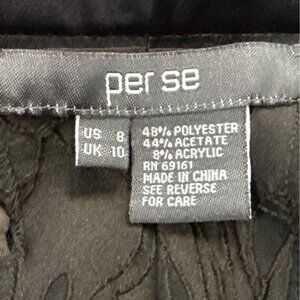 per se
US 8
UK 10
48% POLYESTER
44% ACETATE
8% ACRYLIC
RN 69161
MADE IN CHINA
SEE REVERSE
FOR CARE